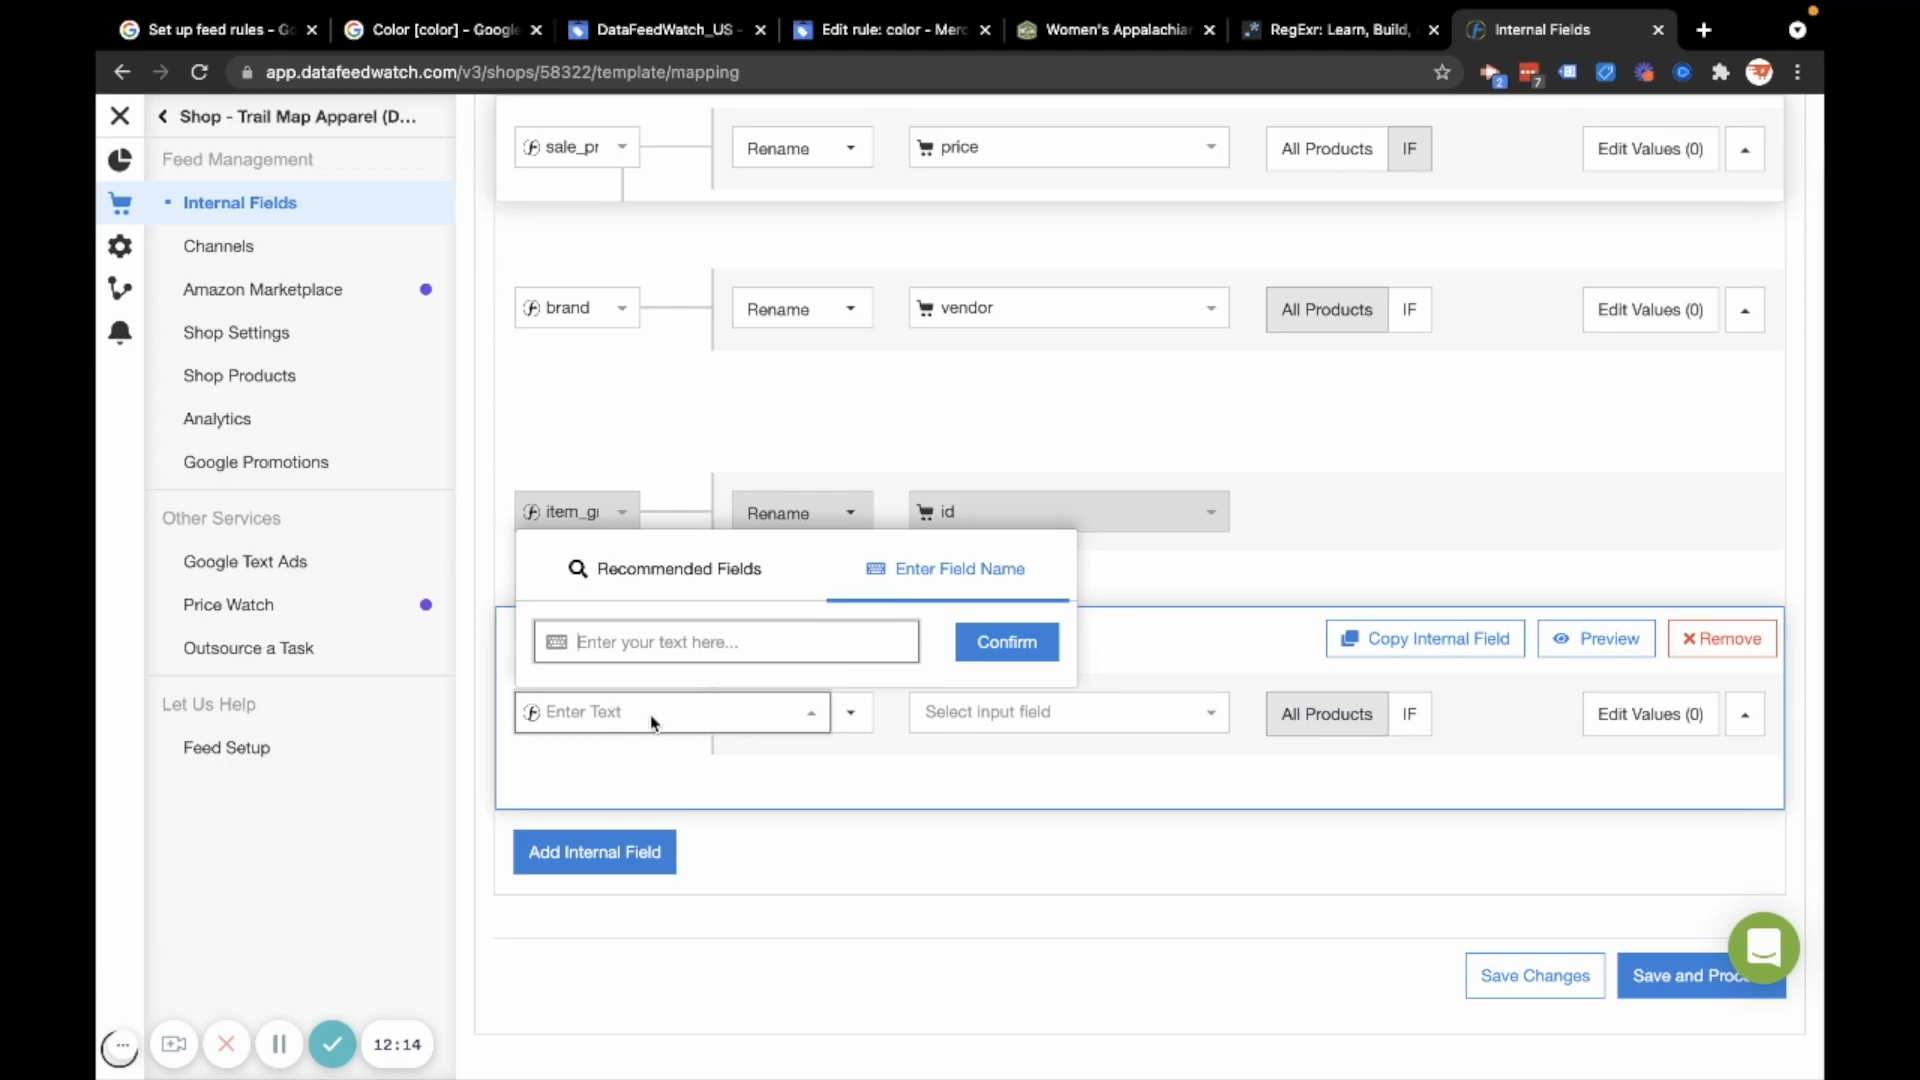 Set up feed rules - Go
Color [color] - Google
DataFeedWatch_US -
Edit rule: color - Merc
Women's Appalachian
RegExr: Learn, Build,
Internal Fields
app.datafeedwatch.com/v3/shops/58322/template/mapping
2
7
Shop - Trail Map Apparel (D...
Feed Management
Internal Fields
Channels
Amazon Marketplace
Shop Settings
Shop Products
Analytics
Google Promotions
Other Services
Google Text Ads
Price Watch
Outsource a Task
Let Us Help
Feed Setup
sale_pr
Rename
price
All Products
IF
Edit Values (0)
brand
Rename
vendor
All Products
IF
Edit Values (0)
item_gr
Rename
id
Recommended Fields
Enter Field Name
Enter your text here...
Confirm
Copy Internal Field
Preview
Remove
Enter Text
Select input field
All Products
IF
Edit Values (0)
Add Internal Field
Save Changes
Save and Proc
12:14